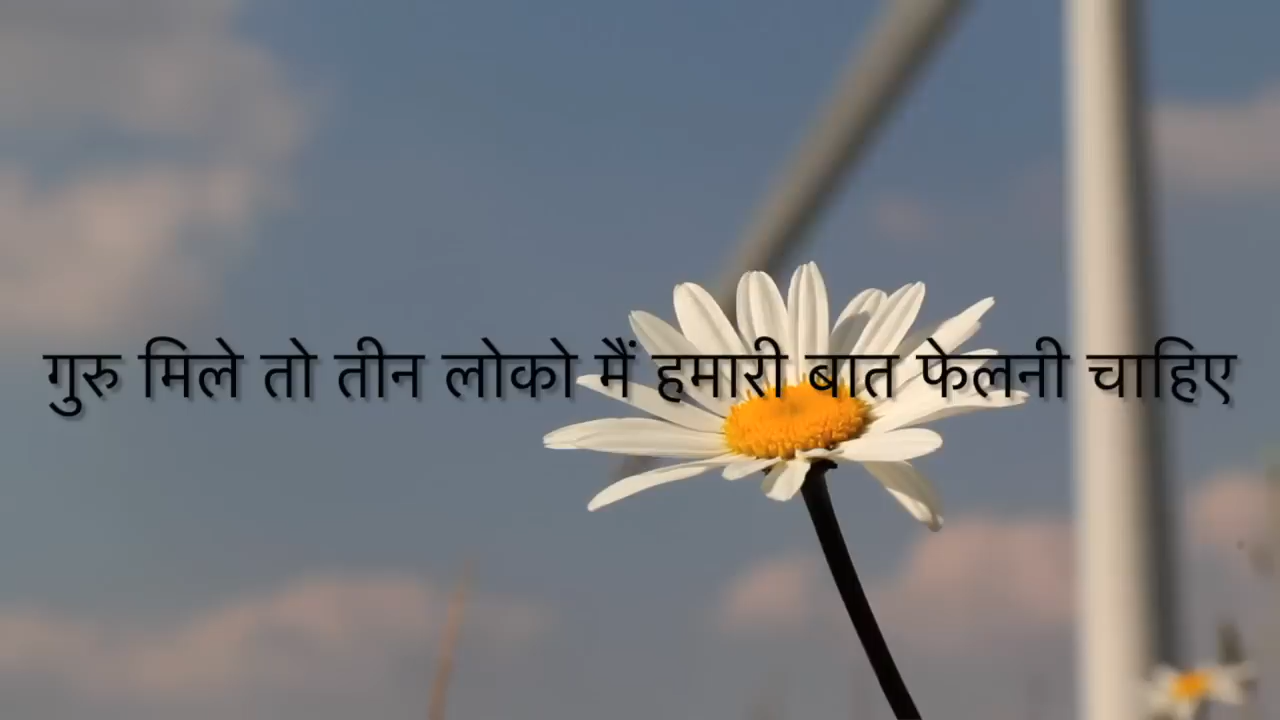 गुरु मिले तो तीन लोको मैं हमारी बात फेलनी चाहिए